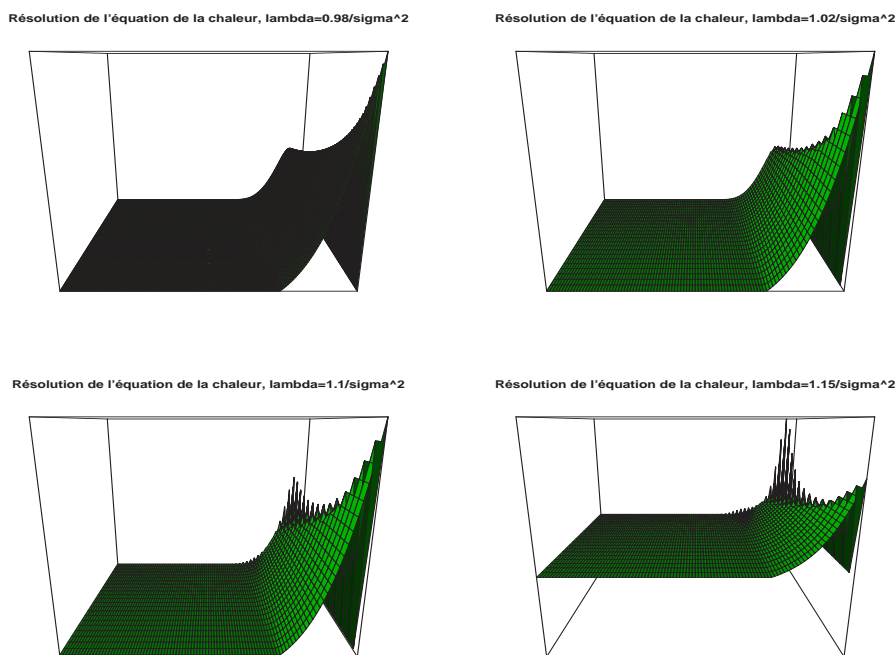 Résolution de l'équation de la chaleur, lambda=0.98/sigma^2
Résolution de l'équation de la chaleur, lambda=1.02/sigma^2
Résolution de l'équation de la chaleur, lambda=1.1/sigma^2
Résolution de l'équation de la chaleur, lambda=1.15/sigma^2